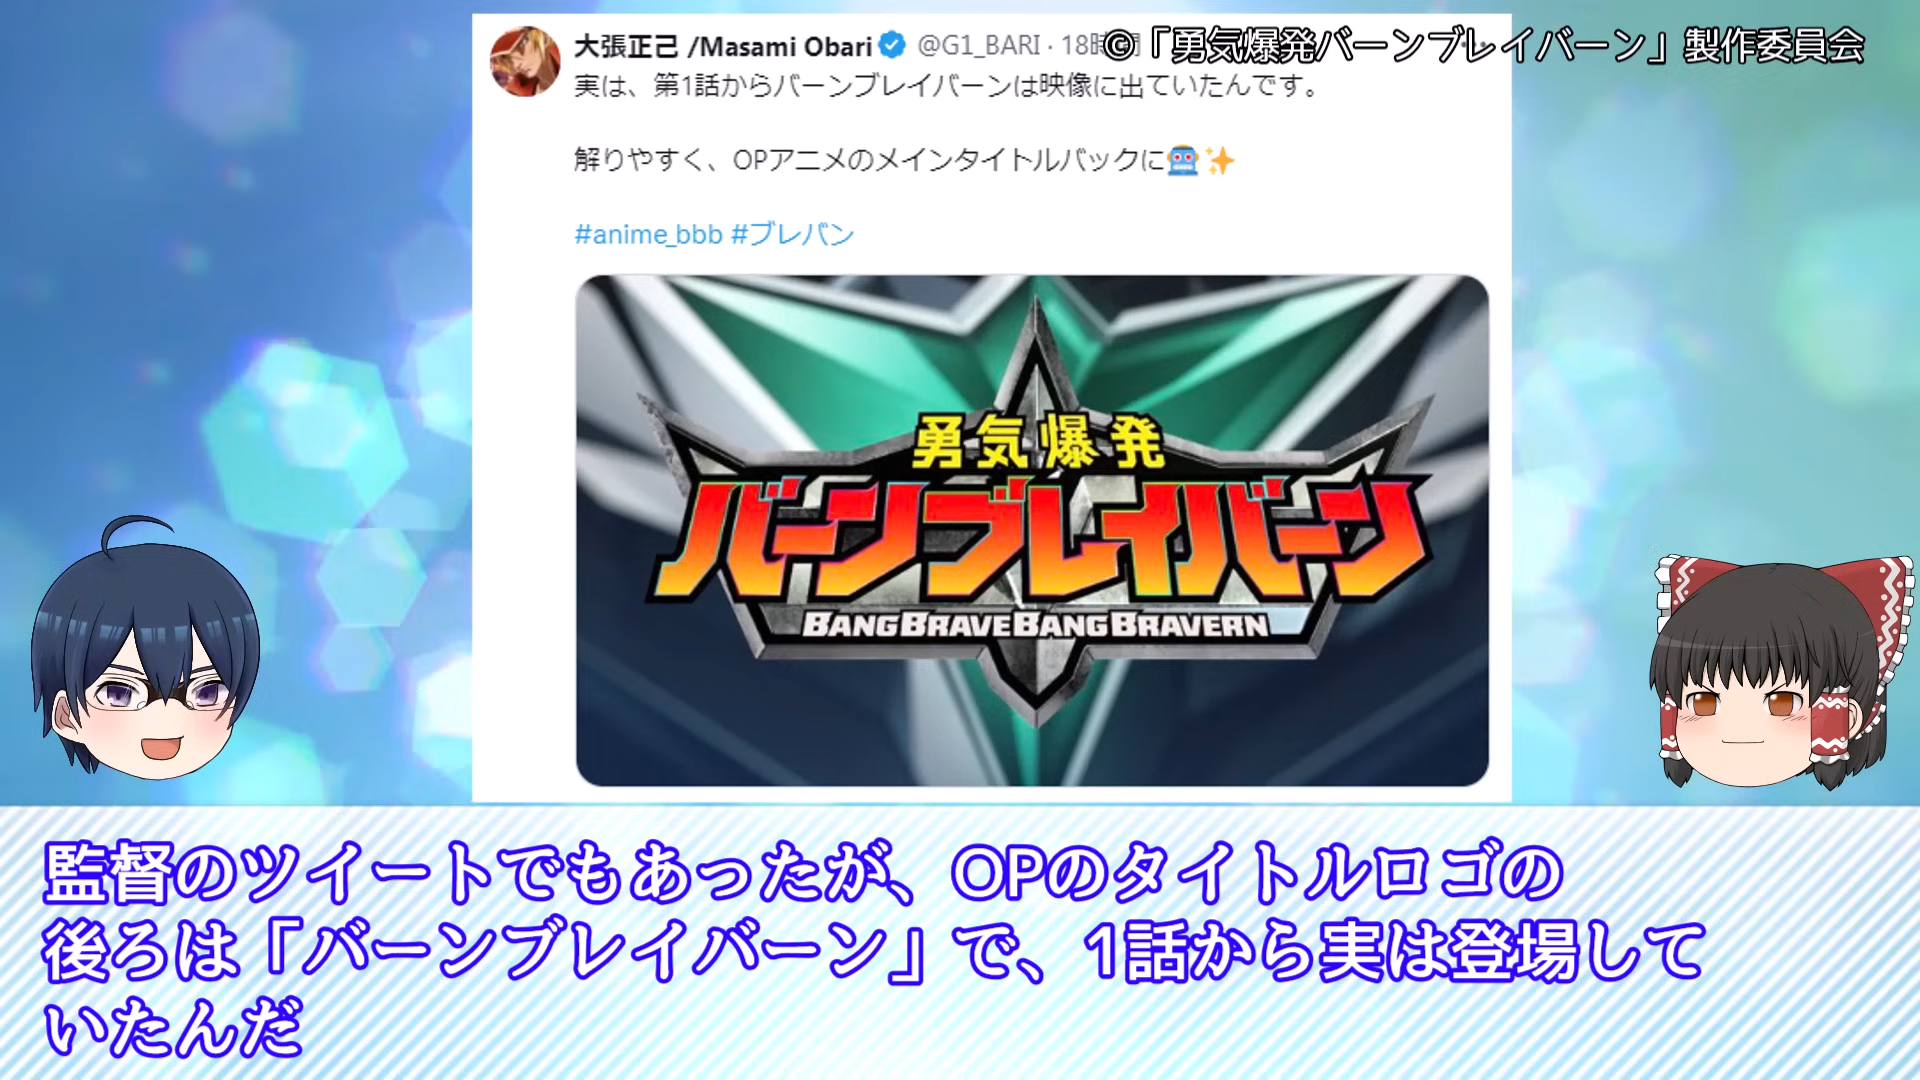 大張正己 /Masami Obari @G1_BARI · 18時間
©「勇気爆発バーンブレイバーン」製作委員会
実は、第1話からバーンブレイバーンは映像に出ていたんです。
解りやすく、OPアニメのメインタイトルバックに🤖✨
#anime_bbb #ブレバン
勇気爆発
バーンブレイバーン
BANG BRAVE BANG BRAVERN
監督のツイートでもあったが、OPのタイトルロゴの
後ろは「バーンブレイバーン」で、1話から実は登場して
いたんだ